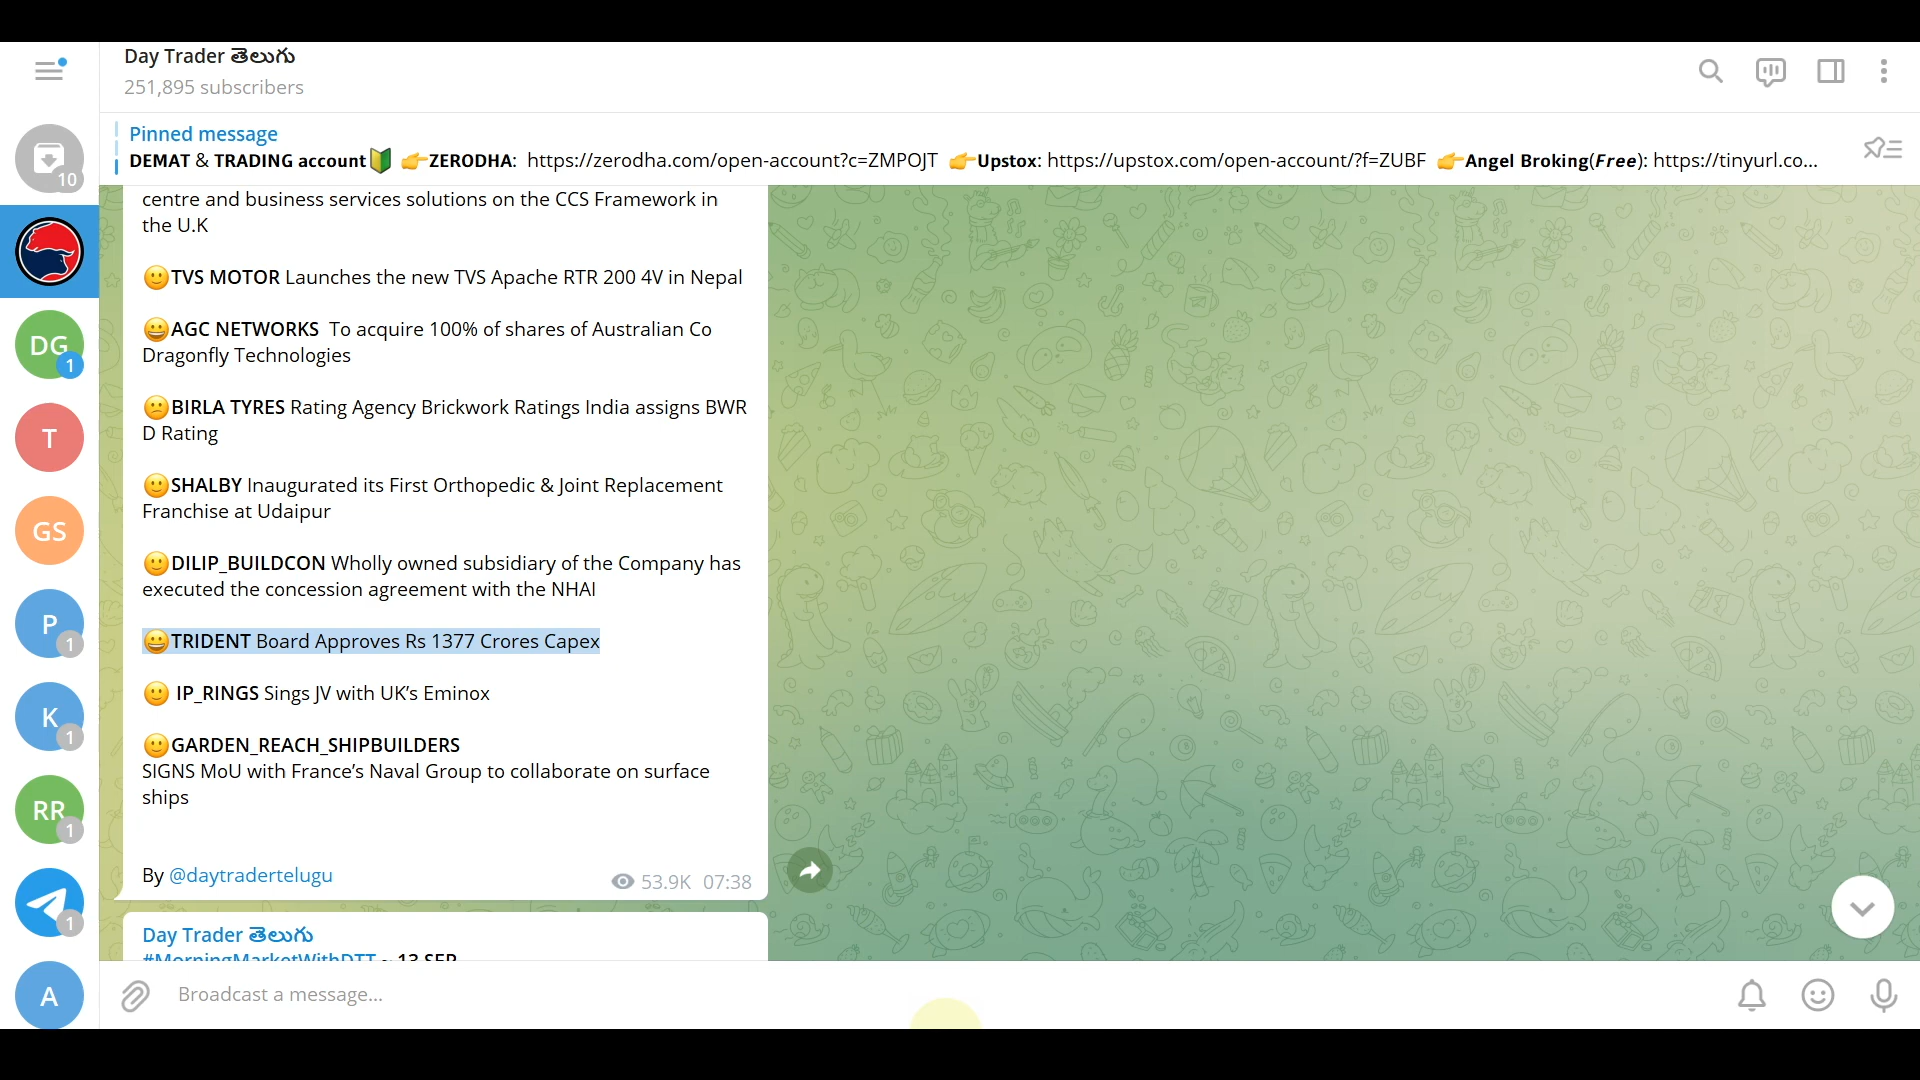 Day Trader తెలుగు
251,895 subscribers
Pinned message
DEMAT & TRADING account🔰 👉ZERODHA: https://zerodha.com/open-account?c=ZMPOJT 👉Upstox: https://upstox.com/open-account/?f=ZUBF 👉Angel Broking(Free): https://tinyurl.co...
10
centre and business services solutions on the CCS Framework in
the U.K
🙂TVS MOTOR Launches the new TVS Apache RTR 200 4V in Nepal
😀AGC NETWORKS To acquire 100% of shares of Australian Co
Dragonfly Technologies
DG
1
😕BIRLA TYRES Rating Agency Brickwork Ratings India assigns BWR
D Rating
T
🙂SHALBY Inaugurated its First Orthopedic & Joint Replacement
Franchise at Udaipur
GS
🙂DILIP_BUILDCON Wholly owned subsidiary of the Company has
executed the concession agreement with the NHAI
P
1
😀TRIDENT Board Approves Rs 1377 Crores Capex
🙂 IP_RINGS Sings JV with UK's Eminox
K
1
🙂GARDEN_REACH_SHIPBUILDERS
SIGNS MoU with France's Naval Group to collaborate on surface
ships
RR
1
By @daytradertelugu
53.9K 07:38
1
Day Trader తెలుగు
#MorningMarketWithDTT ~ 13 SEP
A
Broadcast a message...